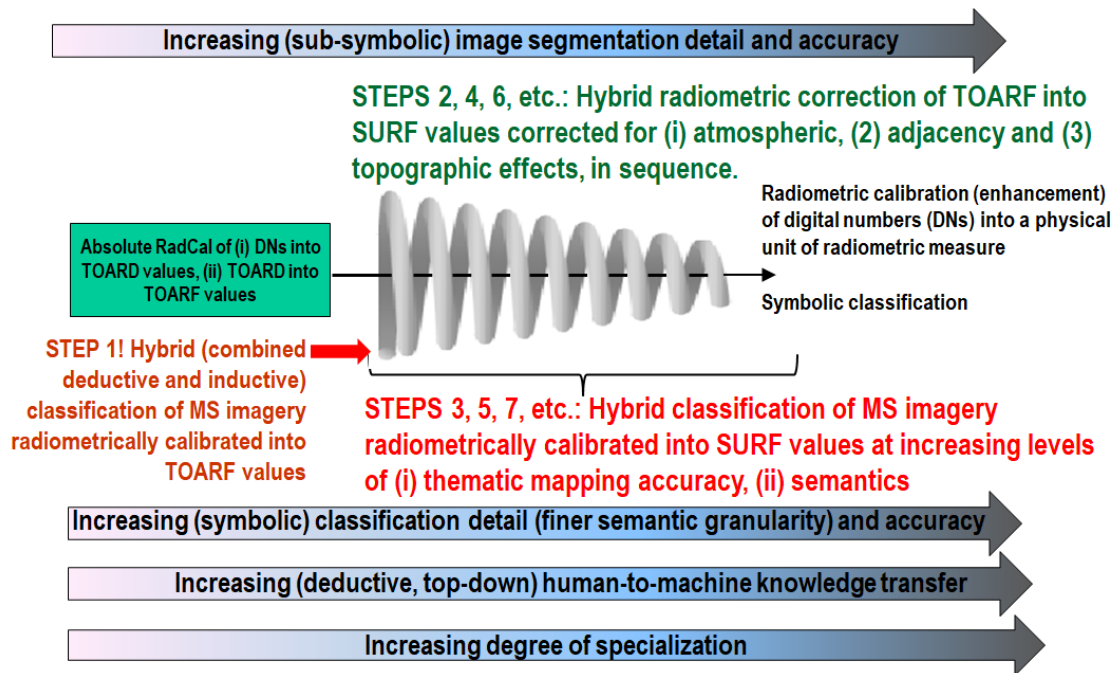 Increasing (sub-symbolic) image segmentation detail and accuracy
STEPS 2, 4, 6, etc.: Hybrid radiometric correction of TOARF into
SURF values corrected for (i) atmospheric, (2) adjacency and (3)
topographic effects, in sequence.
Radiometric calibration (enhancement)
of digital numbers (DNs) into a physical
unit of radiometric measure
Absolute RadCal of (i) DNs into
TOARD values, (ii) TOARD into
TOARF values
Symbolic classification
STEP 1! Hybrid (combined
deductive and inductive)
classification of MS imagery
radiometrically calibrated into
TOARF values
STEPS 3, 5, 7, etc.: Hybrid classification of MS imagery
radiometrically calibrated into SURF values at increasing levels
of (i) thematic mapping accuracy, (ii) semantics
Increasing (symbolic) classification detail (finer semantic granularity) and accuracy
Increasing (deductive, top-down) human-to-machine knowledge transfer
Increasing degree of specialization